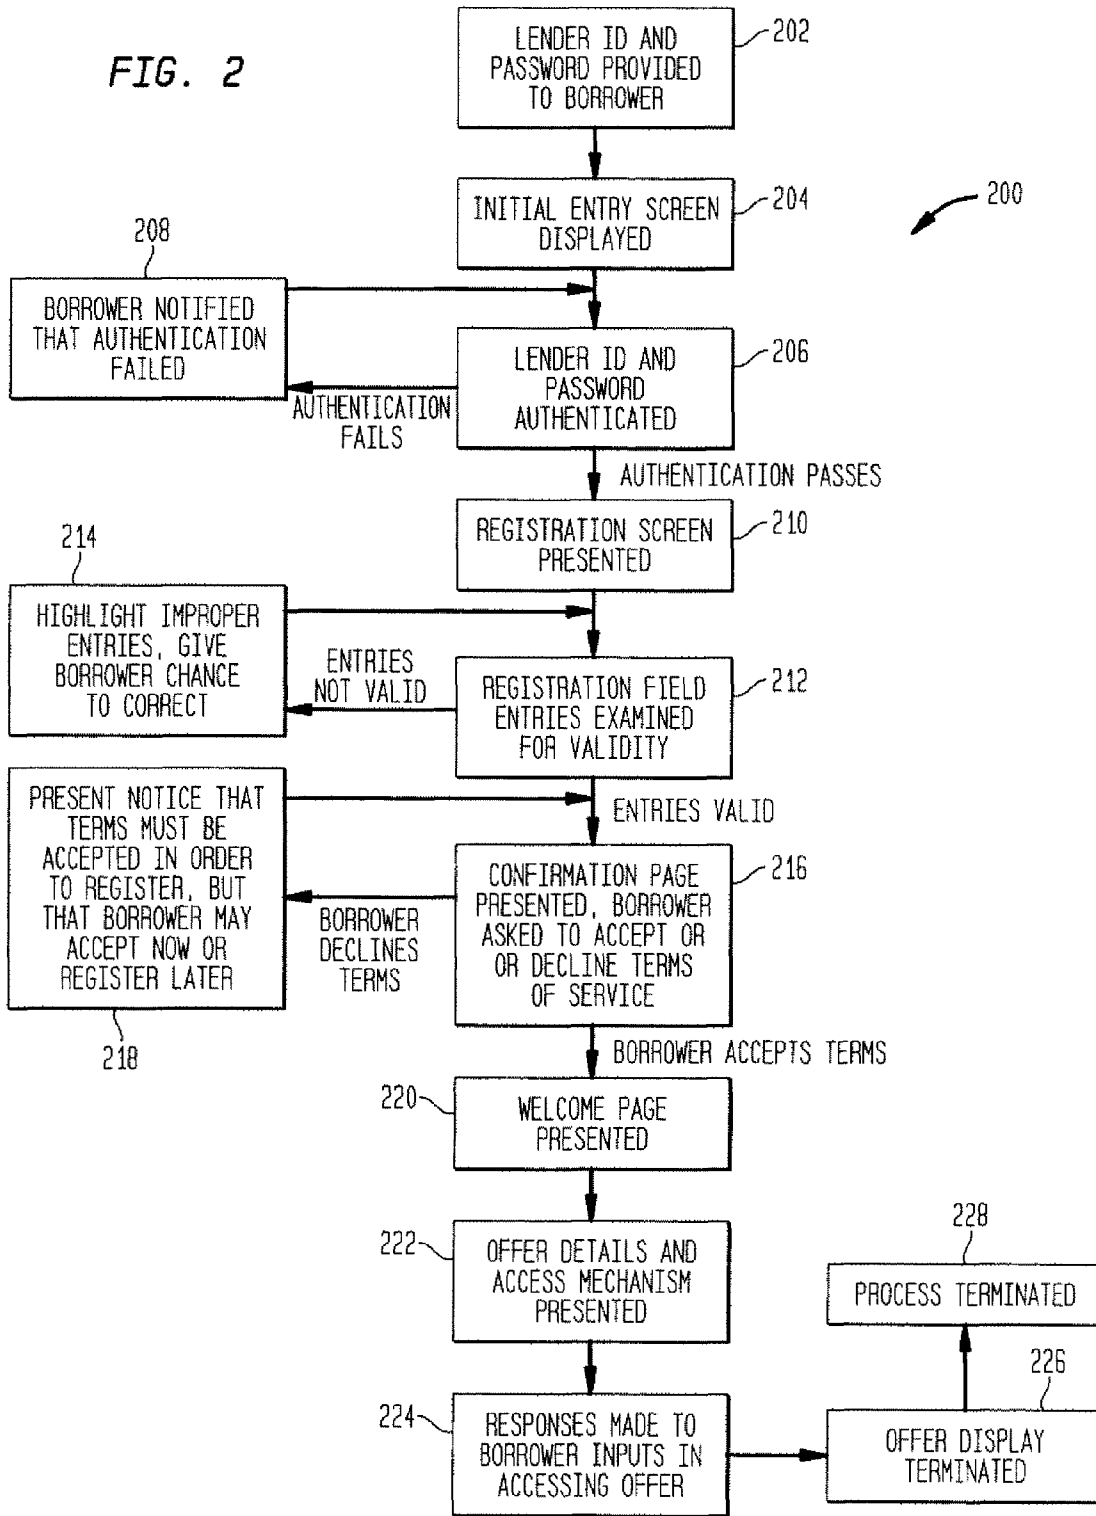 FIG. 2
LENDER ID AND
PASSWORD PROVIDED
TO BORROWER
202
INITIAL ENTRY SCREEN
DISPLAYED
204
200
208
BORROWER NOTIFIED
THAT AUTHENTICATION
FAILED
LENDER ID AND
PASSWORD
AUTHENTICATED
206
AUTHENTICATION
FAILS
AUTHENTICATION PASSES
REGISTRATION SCREEN
PRESENTED
210
214
HIGHLIGHT IMPROPER
ENTRIES, GIVE
BORROWER CHANCE
TO CORRECT
ENTRIES
NOT VALID
REGISTRATION FIELD
ENTRIES EXAMINED
FOR VALIDITY
212
PRESENT NOTICE THAT
TERMS MUST BE
ACCEPTED IN ORDER
TO REGISTER, BUT
THAT BORROWER MAY
ACCEPT NOW OR
REGISTER LATER
218
ENTRIES VALID
CONFIRMATION PAGE
PRESENTED, BORROWER
ASKED TO ACCEPT OR
OR DECLINE TERMS
OF SERVICE
216
BORROWER
DECLINES
TERMS
BORROWER ACCEPTS TERMS
220
WELCOME PAGE
PRESENTED
222
OFFER DETAILS AND
ACCESS MECHANISM
PRESENTED
228
PROCESS TERMINATED
224
RESPONSES MADE TO
BORROWER INPUTS IN
ACCESSING OFFER
226
OFFER DISPLAY
TERMINATED